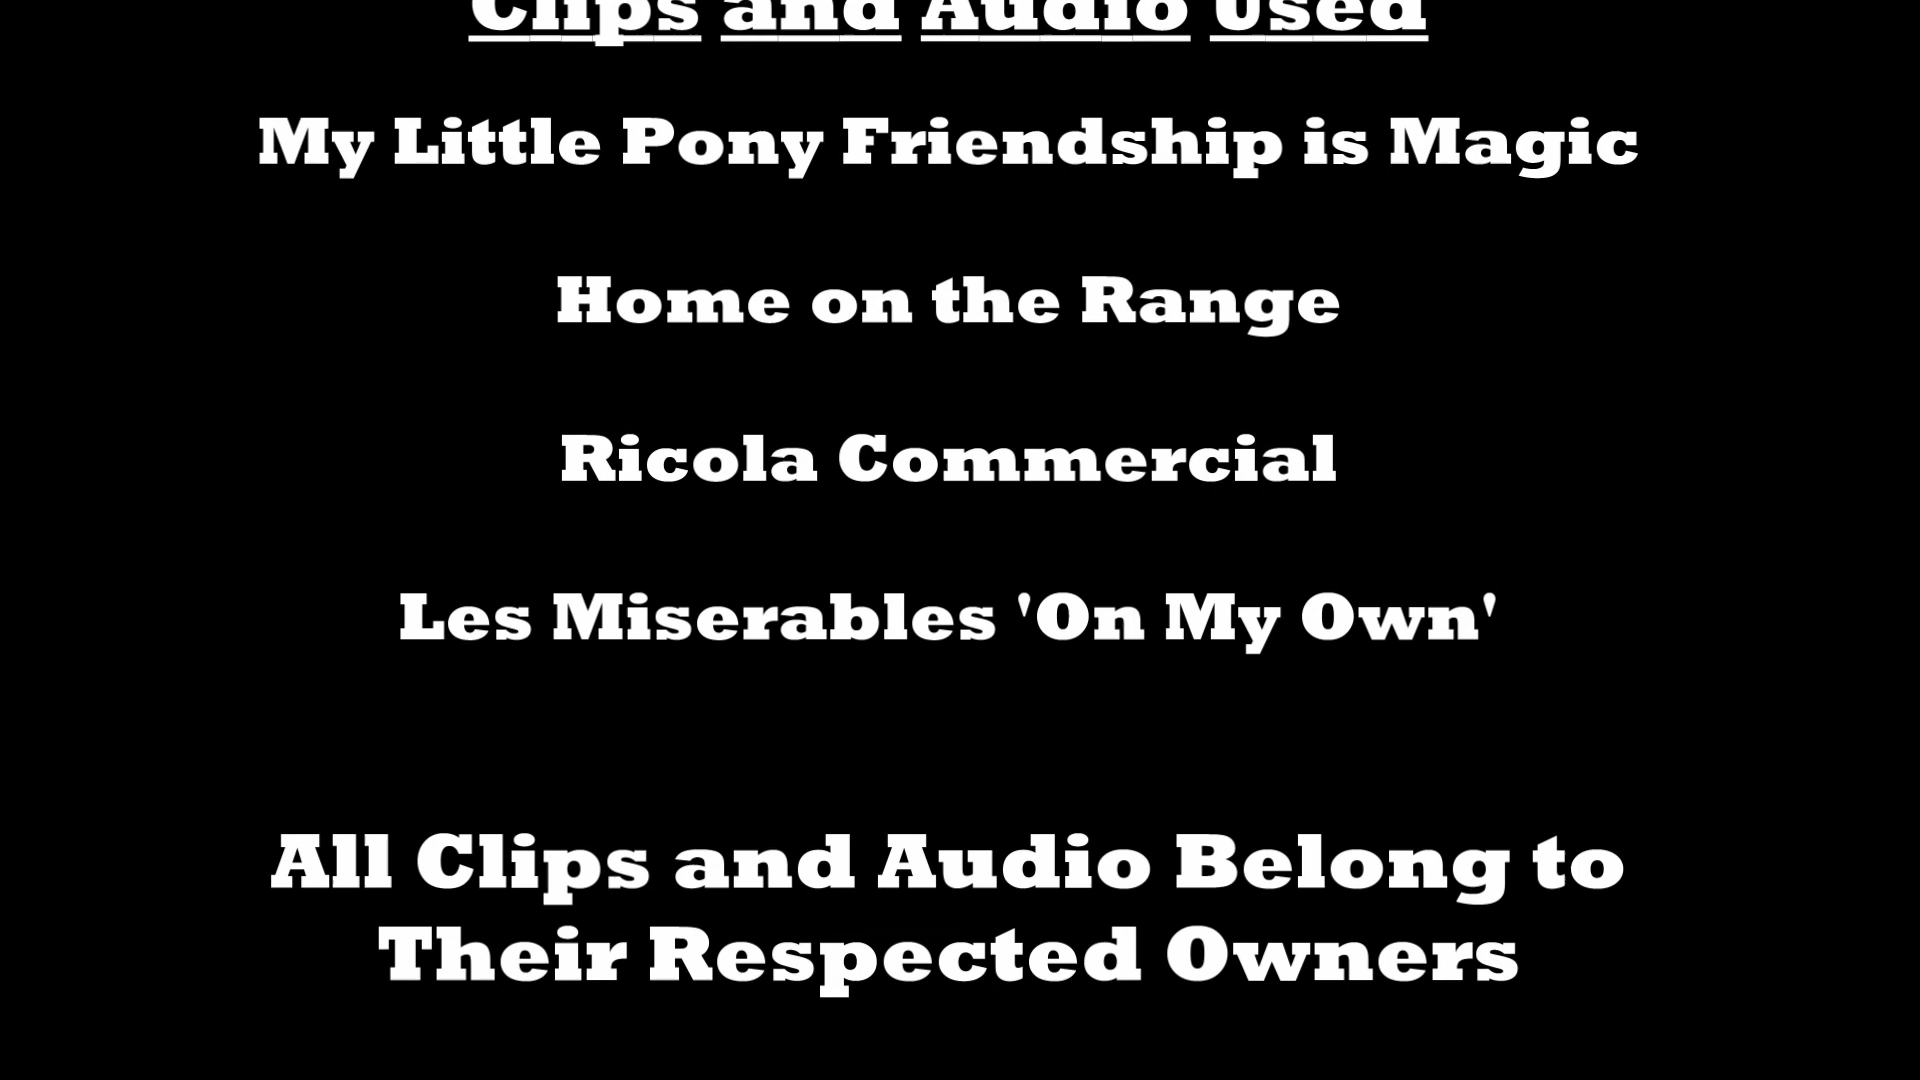 Clips and Audio Used
My Little Pony Friendship is Magic
Home on the Range
Ricola Commercial
Les Miserables 'On My Own'
All Clips and Audio Belong to
Their Respected Owners